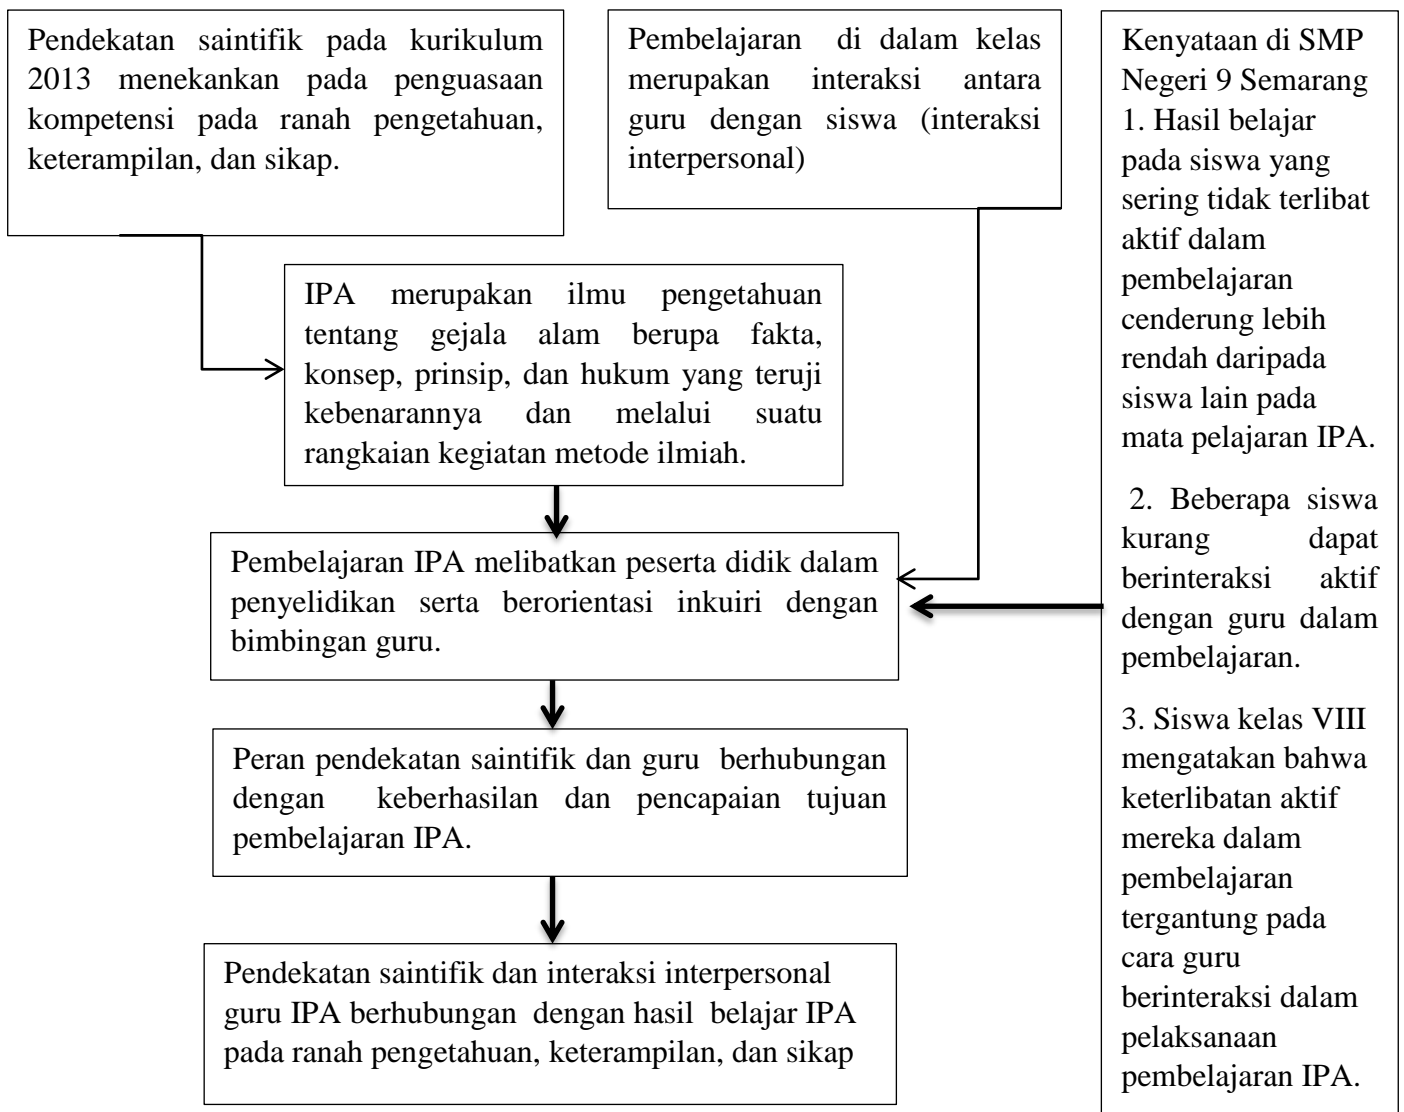 Pendekatan saintifik pada kurikulum
2013 menekankan pada penguasaan
kompetensi pada ranah pengetahuan,
keterampilan, dan sikap.
Pembelajaran di dalam kelas
merupakan interaksi antara
guru dengan siswa (interaksi
interpersonal)
Kenyataan di SMP
Negeri 9 Semarang
1. Hasil belajar
pada siswa yang
sering tidak terlibat
aktif dalam
pembelajaran
cenderung lebih
rendah daripada
siswa lain pada
mata pelajaran IPA.
2. Beberapa siswa
kurang dapat
berinteraksi aktif
dengan guru dalam
pembelajaran.
3. Siswa kelas VIII
mengatakan bahwa
keterlibatan aktif
mereka dalam
pembelajaran
tergantung pada
cara guru
berinteraksi dalam
pelaksanaan
pembelajaran IPA.
IPA merupakan ilmu pengetahuan
tentang gejala alam berupa fakta,
konsep, prinsip, dan hukum yang teruji
kebenarannya dan melalui suatu
rangkaian kegiatan metode ilmiah.
Pembelajaran IPA melibatkan peserta didik dalam
penyelidikan serta berorientasi inkuiri dengan
bimbingan guru.
Peran pendekatan saintifik dan guru berhubungan
dengan keberhasilan dan pencapaian tujuan
pembelajaran IPA.
Pendekatan saintifik dan interaksi interpersonal
guru IPA berhubungan dengan hasil belajar IPA
pada ranah pengetahuan, keterampilan, dan sikap